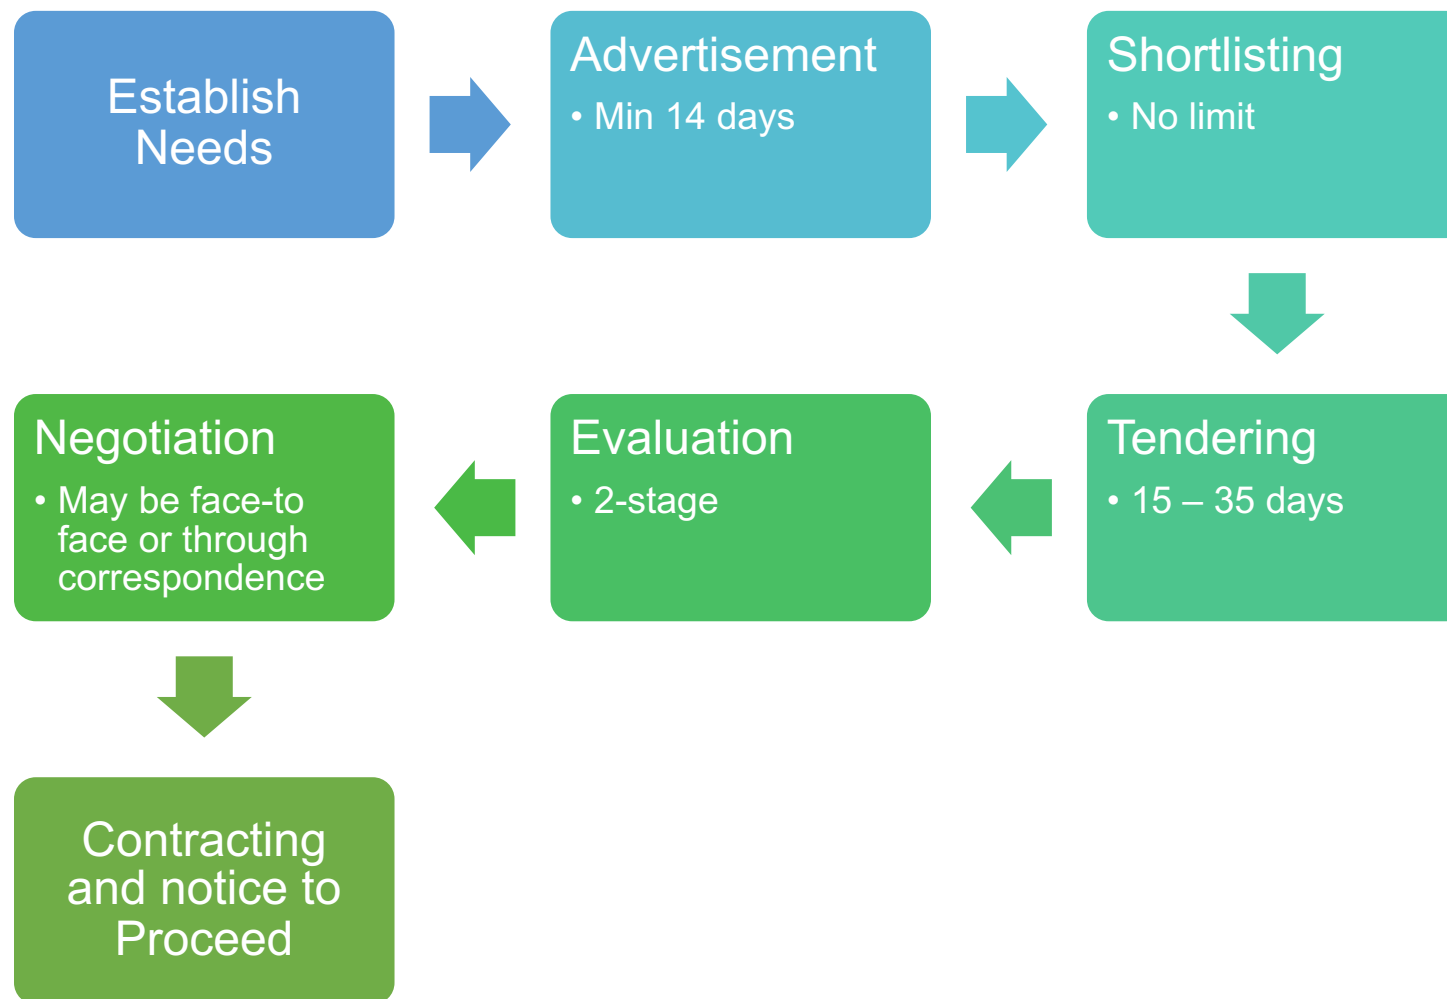 Establish
Needs
Advertisement
• Min 14 days
Shortlisting
• No limit
Tendering
• 15 – 35 days
Evaluation
• 2-stage
Negotiation
• May be face-to
face or through
correspondence
Contracting
and notice to
Proceed